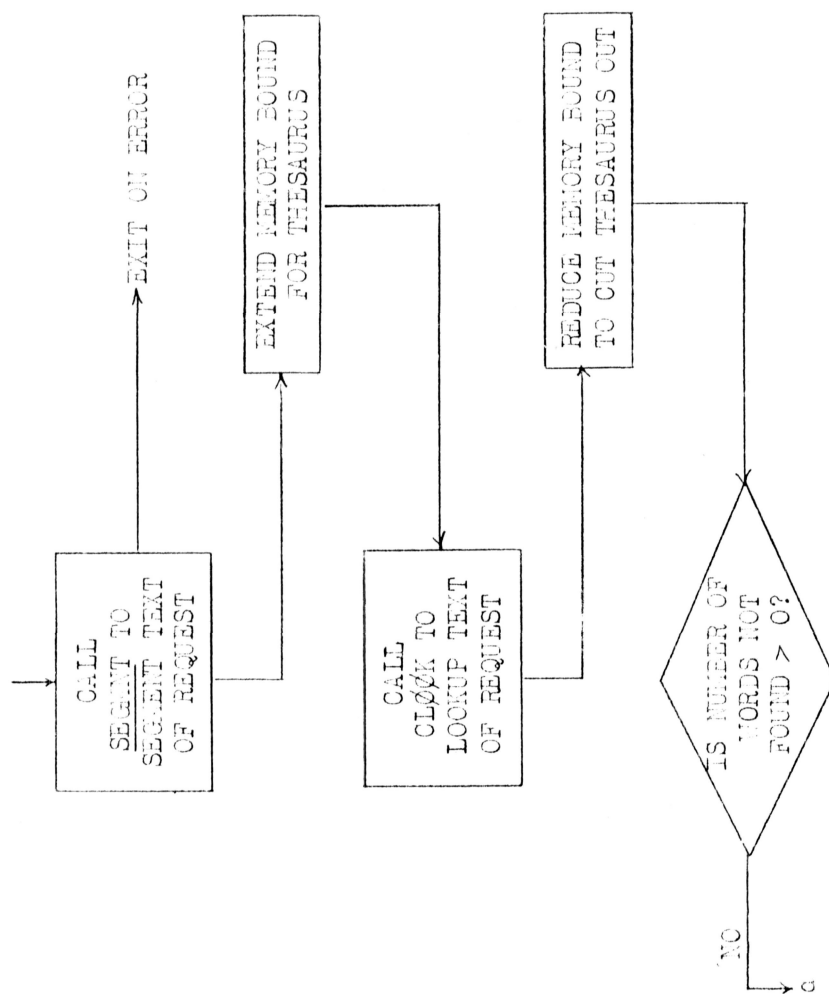 CALL
SEGMNT TO
SEGMENT TEXT
OF REQUEST
EXIT ON ERROR
EXTEND MEMORY BOUND
FOR THESAURUS
CALL
CLØØK TO
LOOKUP TEXT
OF REQUEST
REDUCE MEMORY BOUND
TO CUT THESAURUS OUT
IS NUMBER OF
WORDS NOT
FOUND > 0?
NO